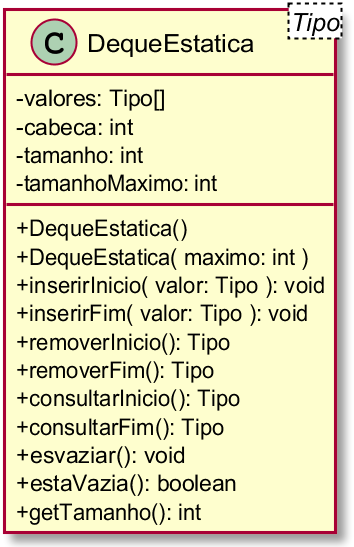 Tipo
C DequeEstatica
-valores: Tipo[]
-cabeca: int
-tamanho: int
-tamanhoMaximo: int
+DequeEstatica()
+DequeEstatica( maximo: int )
+inserirInicio( valor: Tipo ): void
+inserirFim( valor: Tipo ): void
+removerInicio(): Tipo
+removerFim(): Tipo
+consultarInicio(): Tipo
+consultarFim(): Tipo
+esvaziar(): void
+estaVazia(): boolean
+getTamanho(): int